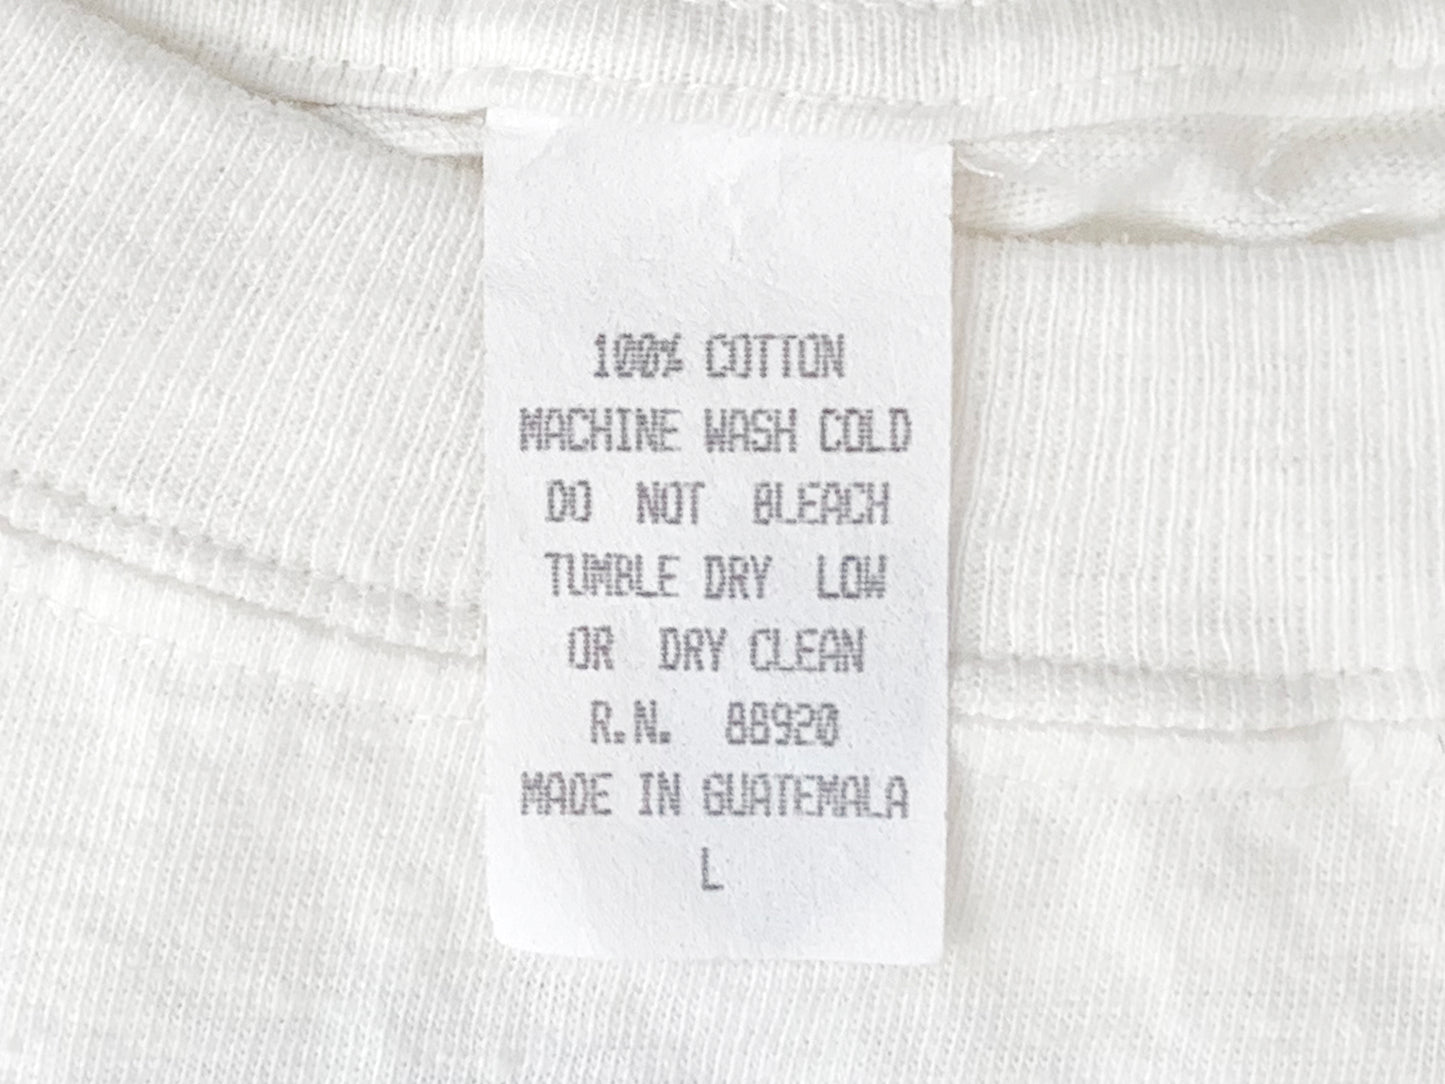 100% COTTON
MACHINE WASH COLD
DO NOT BLEACH
TUMBLE DRY LOW
OR DRY CLEAN
R.N. 88920
MADE IN GUATEMALA
L